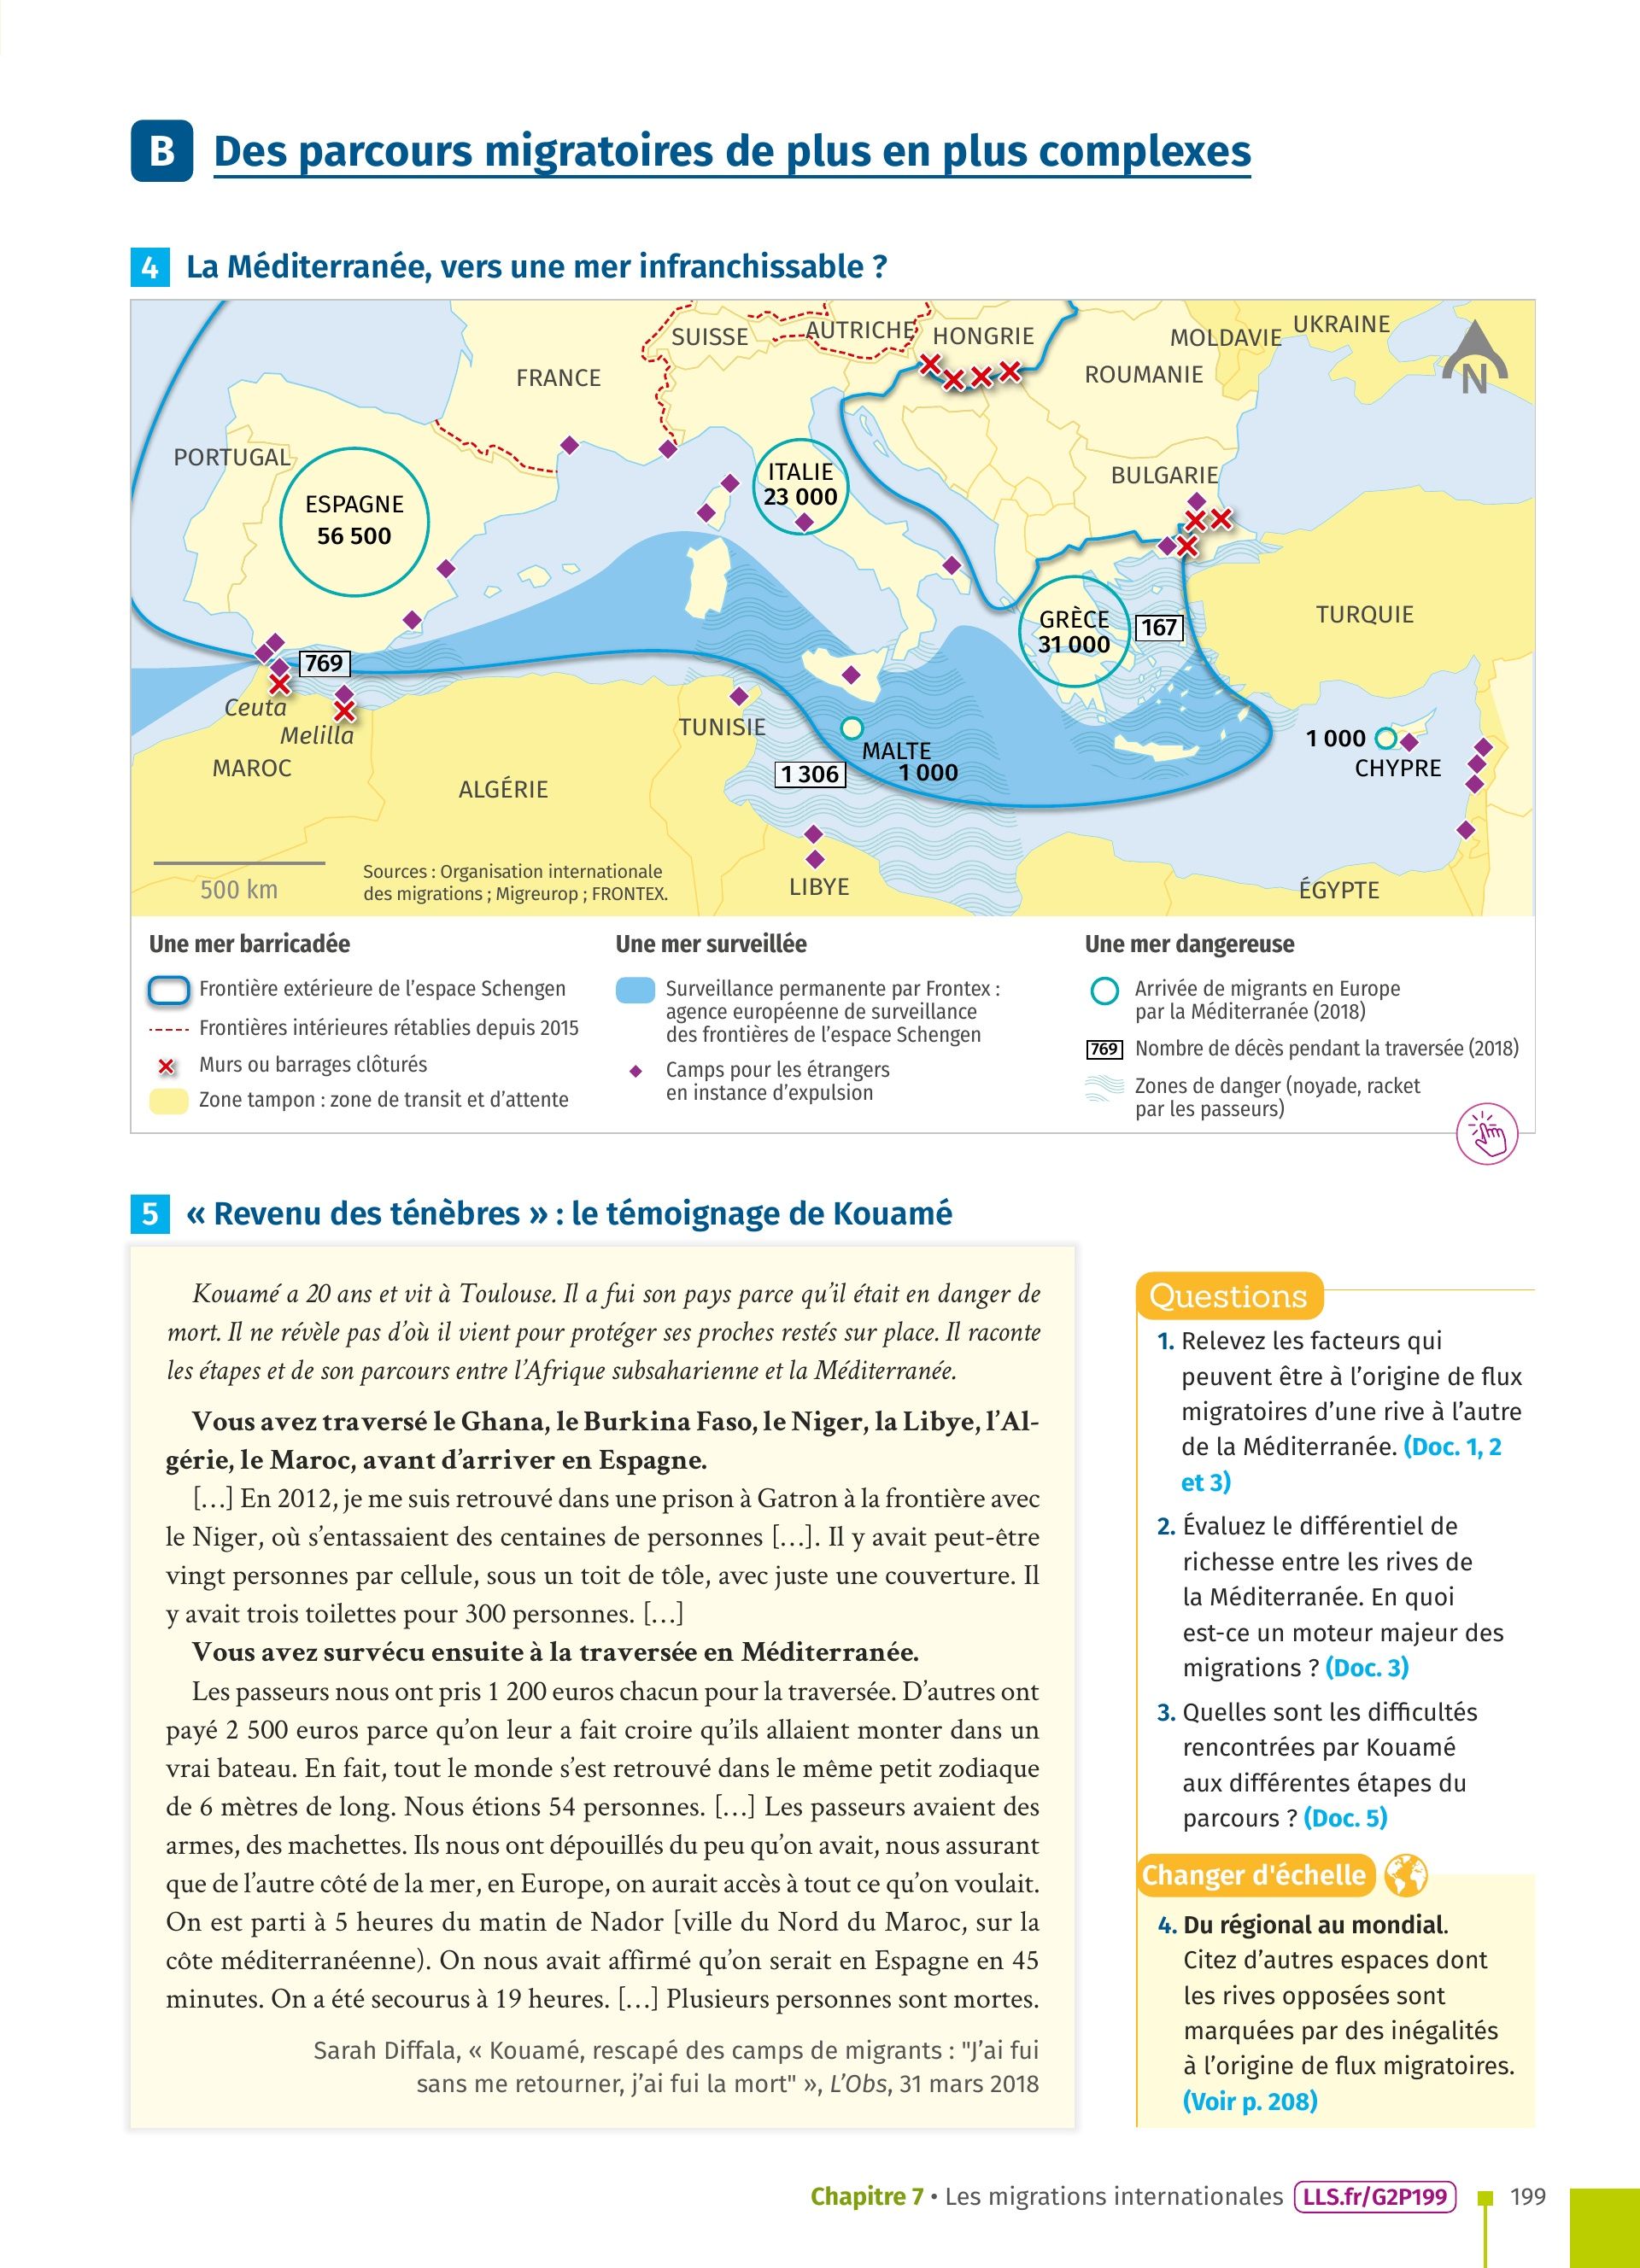 B Des parcours migratoires de plus en plus complexes
4 La Méditerranée, vers une mer infranchissable ?
SUISSE
AUTRICHE
HONGRIE
MOLDAVIE
UKRAINE
FRANCE
ROUMANIE
N
PORTUGAL
ESPAGNE
56 500
ITALIE
23 000
BULGARIE
GRÈCE
31 000
167
TURQUIE
769
Ceuta
Melilla
MAROC
ALGÉRIE
TUNISIE
MALTE
1 000
1 306
1 000
CHYPRE
LIBYE
ÉGYPTE
500 km
Sources : Organisation internationale
des migrations ; Migreurop ; FRONTEX.
Une mer barricadée
Frontière extérieure de l'espace Schengen
Frontières intérieures rétablies depuis 2015
Murs ou barrages clôturés
Zone tampon : zone de transit et d'attente
Une mer surveillée
Surveillance permanente par Frontex :
agence européenne de surveillance
des frontières de l'espace Schengen
Camps pour les étrangers
en instance d'expulsion
Une mer dangereuse
Arrivée de migrants en Europe
par la Méditerranée (2018)
769 Nombre de décès pendant la traversée (2018)
Zones de danger (noyade, racket
par les passeurs)
5 « Revenu des ténèbres » : le témoignage de Kouamé
Kouamé a 20 ans et vit à Toulouse. Il a fui son pays parce qu'il était en danger de
mort. Il ne révèle pas d'où il vient pour protéger ses proches restés sur place. Il raconte
les étapes et de son parcours entre l'Afrique subsaharienne et la Méditerranée.
Vous avez traversé le Ghana, le Burkina Faso, le Niger, la Libye, l'Al-
gérie, le Maroc, avant d'arriver en Espagne.
[…] En 2012, je me suis retrouvé dans une prison à Gatron à la frontière avec
le Niger, où s'entassaient des centaines de personnes […]. Il y avait peut-être
vingt personnes par cellule, sous un toit de tôle, avec juste une couverture. Il
y avait trois toilettes pour 300 personnes. […]
Vous avez survécu ensuite à la traversée en Méditerranée.
Les passeurs nous ont pris 1 200 euros chacun pour la traversée. D'autres ont
payé 2 500 euros parce qu'on leur a fait croire qu'ils allaient monter dans un
vrai bateau. En fait, tout le monde s'est retrouvé dans le même petit zodiaque
de 6 mètres de long. Nous étions 54 personnes. […] Les passeurs avaient des
armes, des machettes. Ils nous ont dépouillés du peu qu'on avait, nous assurant
que de l'autre côté de la mer, en Europe, on aurait accès à tout ce qu'on voulait.
On est parti à 5 heures du matin de Nador [ville du Nord du Maroc, sur la
côte méditerranéenne). On nous avait affirmé qu'on serait en Espagne en 45
minutes. On a été secourus à 19 heures. […] Plusieurs personnes sont mortes.
Sarah Diffala, « Kouamé, rescapé des camps de migrants : "J'ai fui
sans me retourner, j'ai fui la mort" », L'Obs, 31 mars 2018
Questions
1. Relevez les facteurs qui
peuvent être à l'origine de flux
migratoires d'une rive à l'autre
de la Méditerranée. (Doc. 1, 2
et 3)
2. Évaluez le différentiel de
richesse entre les rives de
la Méditerranée. En quoi
est-ce un moteur majeur des
migrations ? (Doc. 3)
3. Quelles sont les difficultés
rencontrées par Kouamé
aux différentes étapes du
parcours ? (Doc. 5)
Changer d'échelle
4. Du régional au mondial.
Citez d'autres espaces dont
les rives opposées sont
marquées par des inégalités
à l'origine de flux migratoires.
(Voir p. 208)
Chapitre 7 • Les migrations internationales LLS.fr/G2P199 199